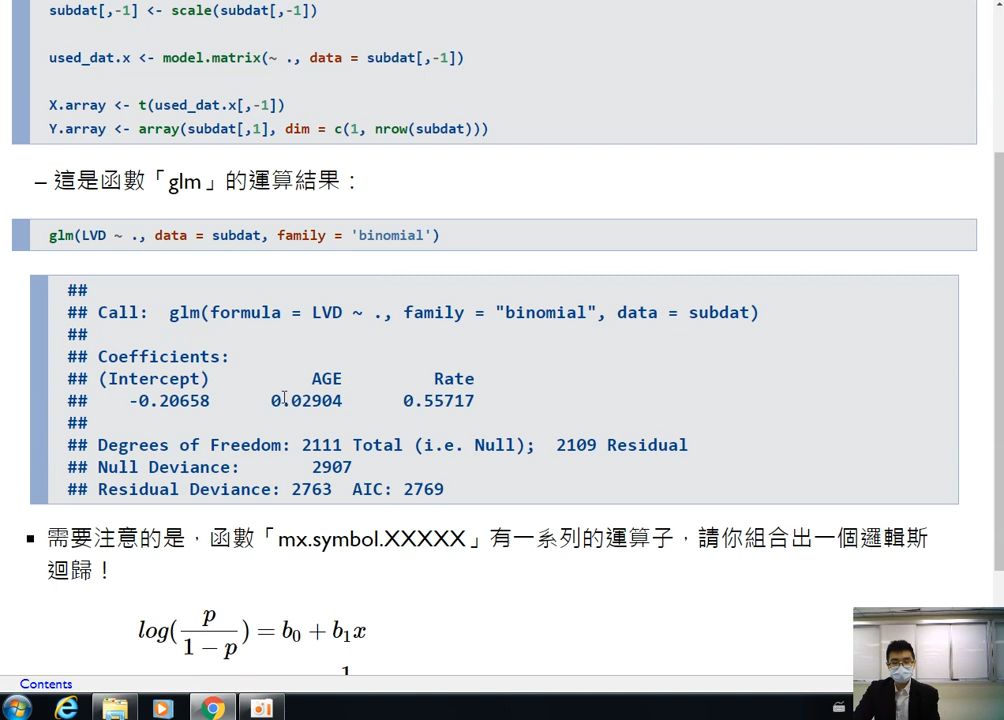 subdat[,-1] <- scale(subdat[,-1])
used_dat.x <- model.matrix(~ ., data = subdat[,-1])
X.array <- t(used_dat.x[,-1])
Y.array <- array(subdat[,1], dim = c(1, nrow(subdat)))
– 這是函數「glm」的運算結果：
glm(LVD ~ ., data = subdat, family = 'binomial')
##
## Call:  glm(formula = LVD ~ ., family = "binomial", data = subdat)
##
## Coefficients:
## (Intercept)          AGE         Rate
##    -0.20658      0.02904      0.55717
##
## Degrees of Freedom: 2111 Total (i.e. Null);  2109 Residual
## Null Deviance:       2907
## Residual Deviance: 2763  AIC: 2769
▪ 需要注意的是，函數「mx.symbol.XXXXX」有一系列的運算子，請你組合出一個邏輯斯
迴歸！
log(p/(1 − p)) = b₀ + b₁x
1
Contents